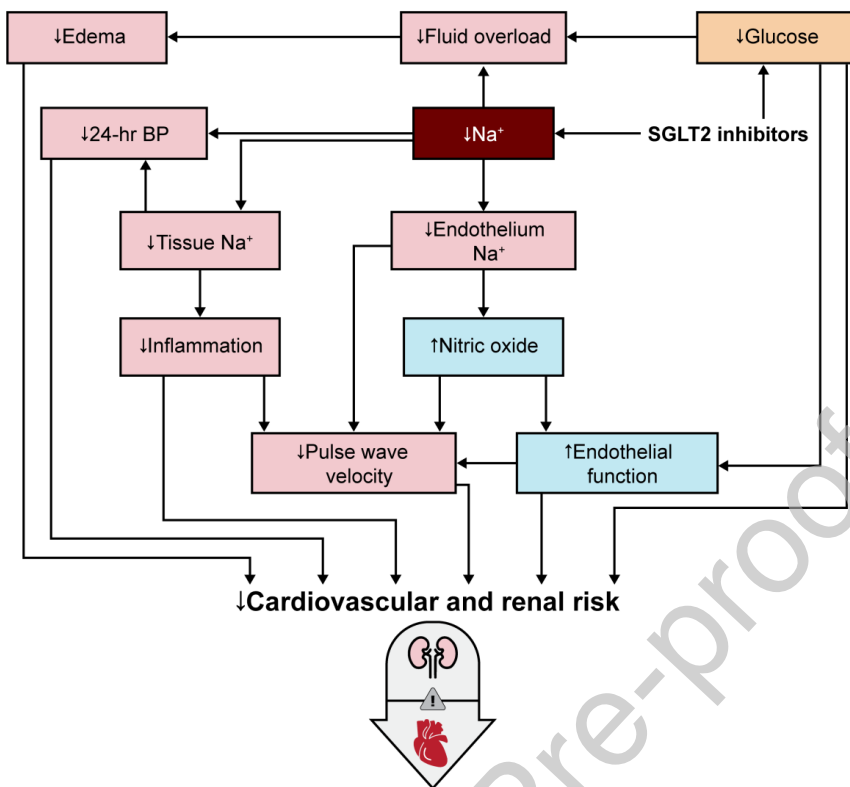 ↓Edema
↓Fluid overload
↓Glucose
↓24-hr BP
↓Na⁺
SGLT2 inhibitors
↓Tissue Na⁺
↓Endothelium
Na⁺
↓Inflammation
↑Nitric oxide
↓Pulse wave
velocity
↑Endothelial
function
↓Cardiovascular and renal risk
!
Pre-proof